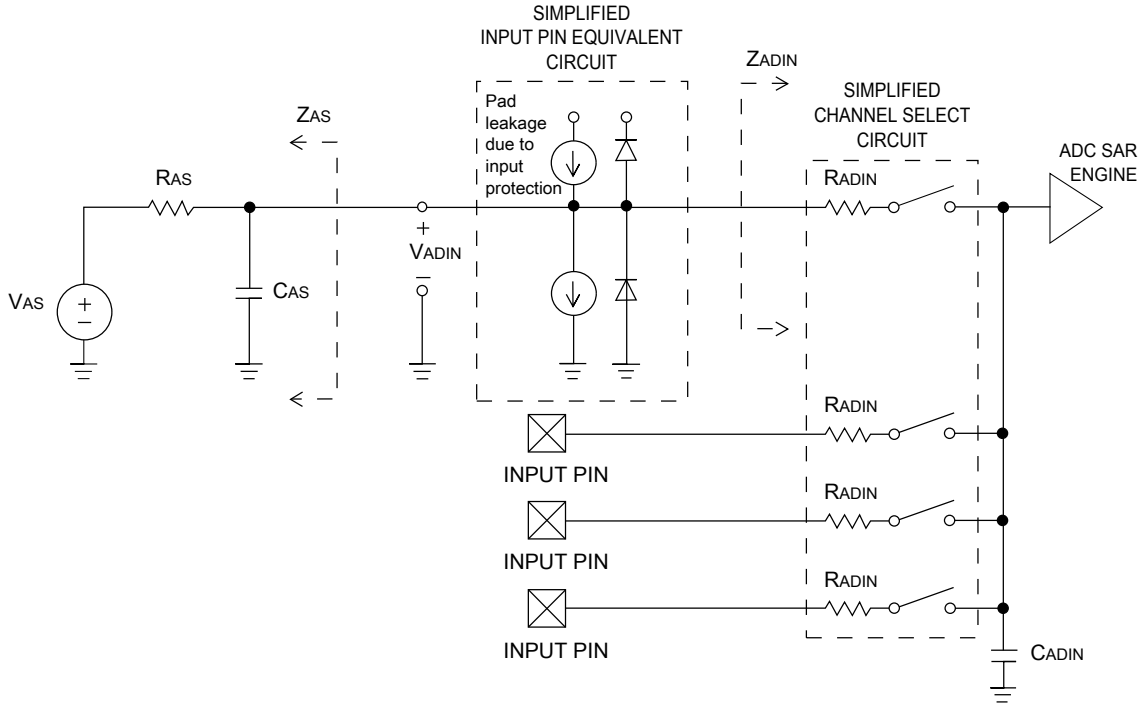 SIMPLIFIED
INPUT PIN EQUIVALENT
CIRCUIT
ZADIN
SIMPLIFIED
CHANNEL SELECT
CIRCUIT
Pad
leakage
due to
input
protection
ZAS
ADC SAR
ENGINE
RAS
RADIN
+
VADIN
–
CAS
VAS
+
–
RADIN
INPUT PIN
RADIN
INPUT PIN
RADIN
INPUT PIN
CADIN